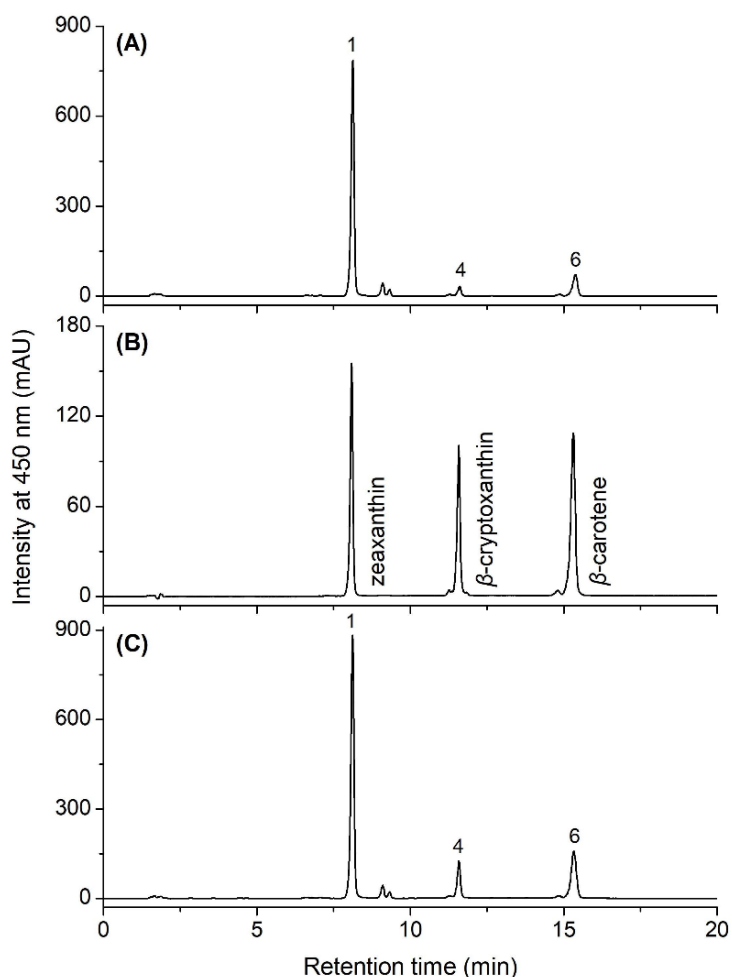 Intensity at 450 nm (mAU)
(A)
900
600
300
0
1
4
6
(B)
180
120
60
0
zeaxanthin
β-cryptoxanthin
β-carotene
(C)
900
600
300
0
1
4
6
0 5 10 15 20
Retention time (min)